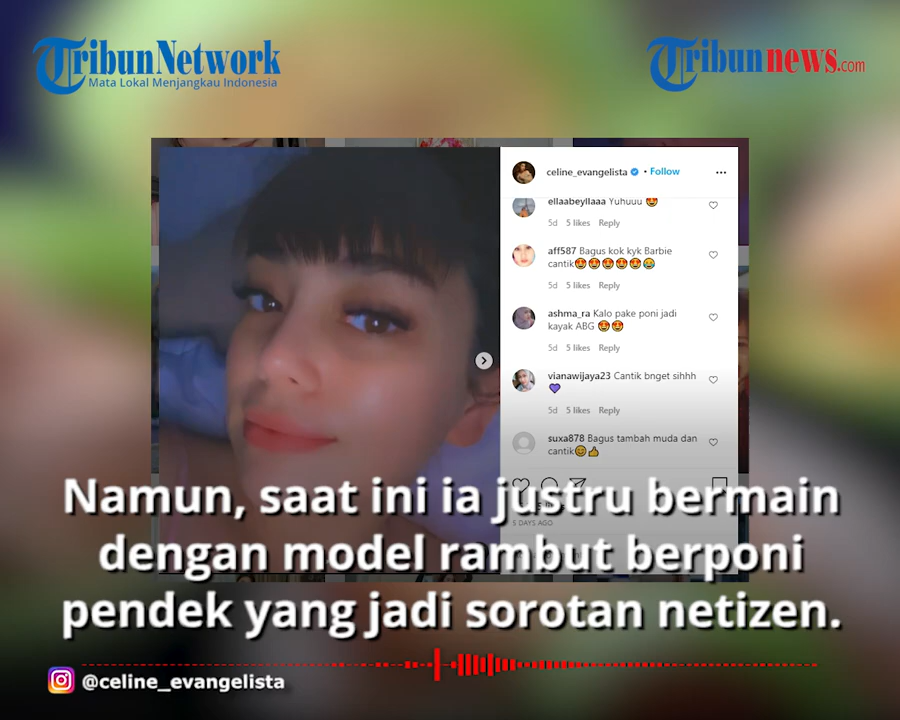 Tribun Network
Mata Lokal Menjangkau Indonesia
Tribunnews.com
celine_evangelista • Follow
ellaabeyllaaa Yuhuuu 😍
5d 5 likes Reply
aff587 Bagus kok kyk Barbie
cantik😍😍😍😍😍😂
5d 5 likes Reply
ashma_ra Kalo pake poni jadi
kayak ABG 😍😍
5d 5 likes Reply
vianawijaya23 Cantik bnget sihhh
💜
5d 5 likes Reply
suxa878 Bagus tambah muda dan
cantik😊👍
Namun, saat ini ia justru bermain
5 DAYS AGO
dengan model rambut berponi
pendek yang jadi sorotan netizen.
@celine_evangelista